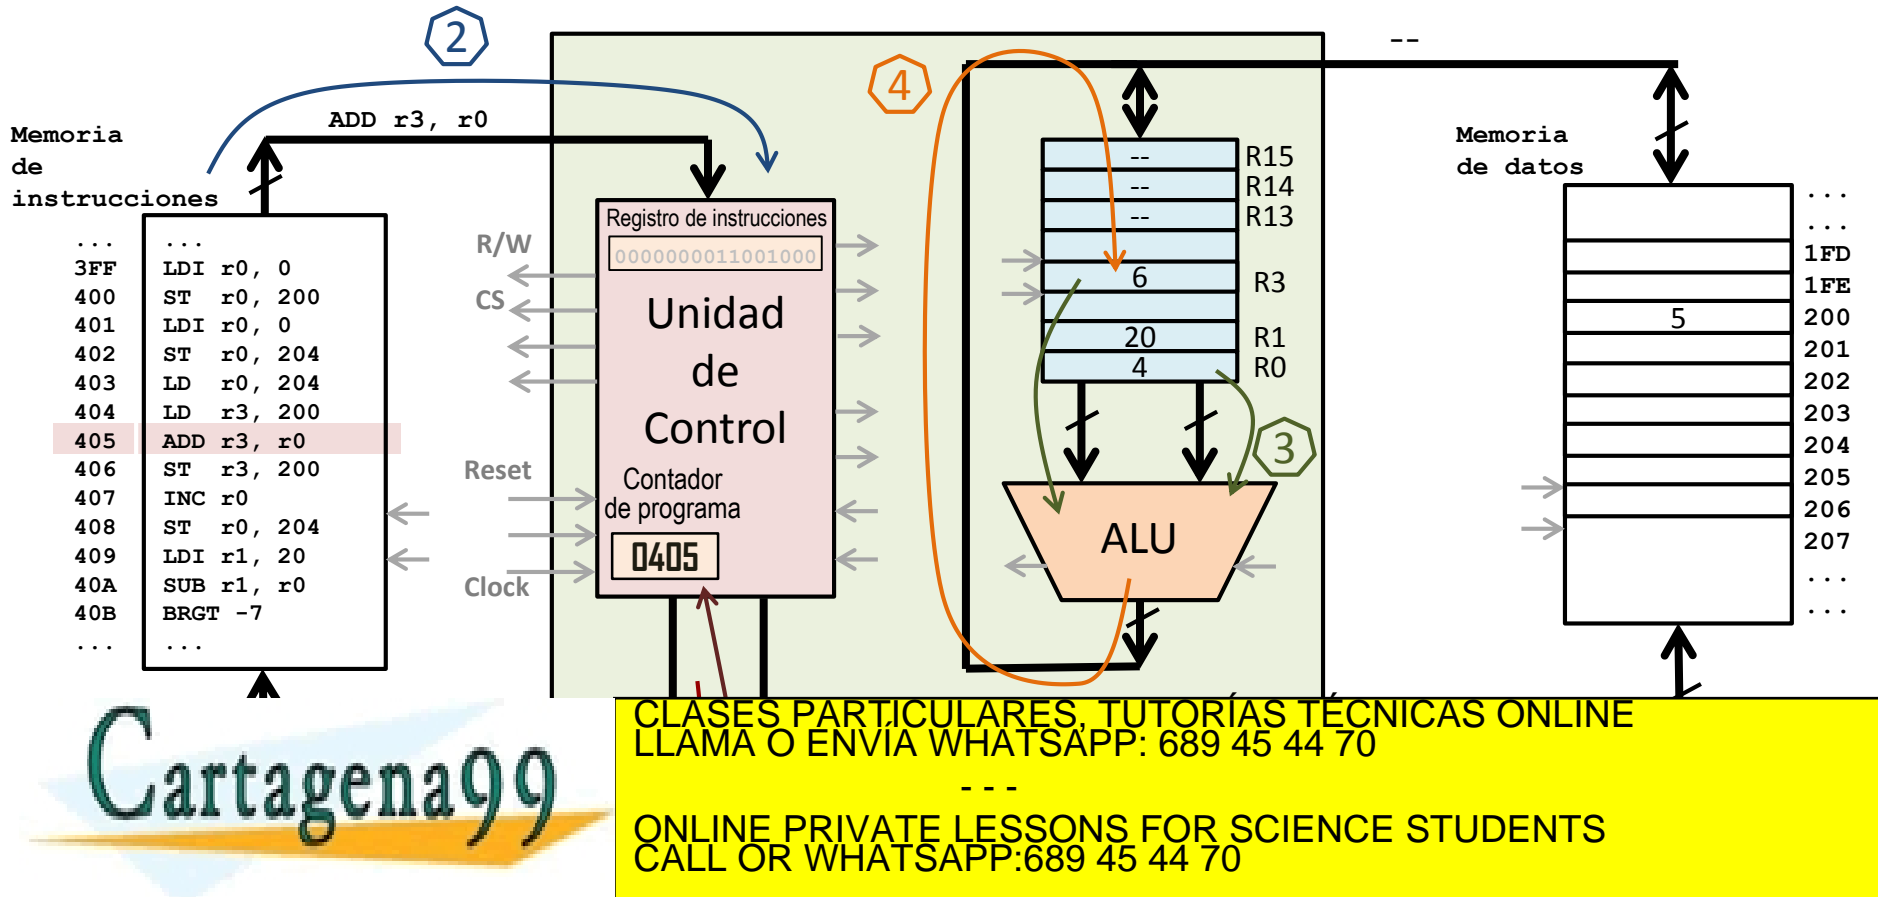 2
4
--
ADD r3, r0
Memoria
de
instrucciones
... ...
3FF LDI r0, 0
400 ST r0, 200
401 LDI r0, 0
402 ST r0, 204
403 LD r0, 204
404 LD r3, 200
405 ADD r3, r0
406 ST r3, 200
407 INC r0
408 ST r0, 204
409 LDI r1, 20
40A SUB r1, r0
40B BRGT -7
... ...
R/W
CS
Reset
Clock
Registro de instrucciones
0000000011001000
Unidad
de
Control
Contador
de programa
0405
-- R15
-- R14
-- R13
6 R3
20 R1
4 R0
3
ALU
Memoria
de datos
...
...
1FD
1FE
5 200
201
202
203
204
205
206
207
...
...
Cartagena99
CLASES PARTICULARES, TUTORÍAS TÉCNICAS ONLINE
LLAMA O ENVÍA WHATSAPP: 689 45 44 70
- - -
ONLINE PRIVATE LESSONS FOR SCIENCE STUDENTS
CALL OR WHATSAPP:689 45 44 70